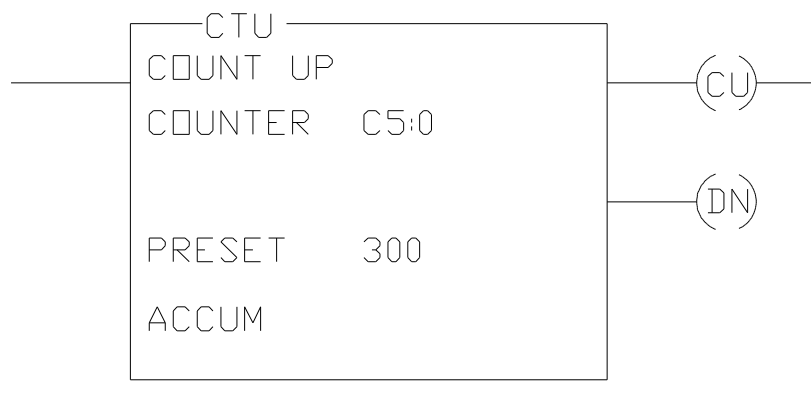 CTU
COUNT UP
CU
COUNTER C5:0
DN
PRESET 300
ACCUM